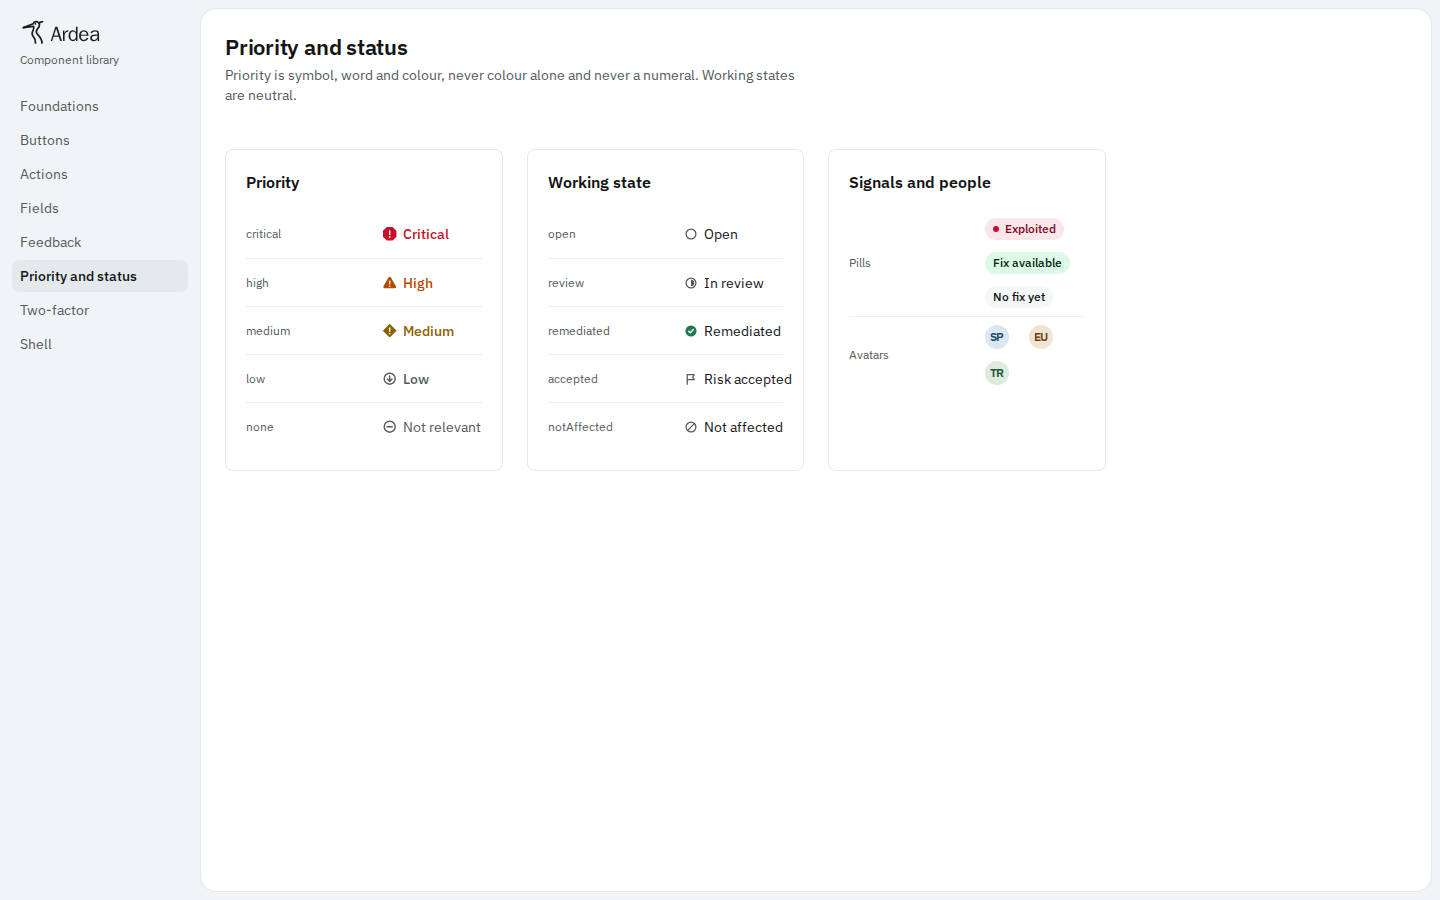 Ardea
Component library
Foundations
Buttons
Actions
Fields
Feedback
Priority and status
Two-factor
Shell
Priority and status
Priority is symbol, word and colour, never colour alone and never a numeral. Working states
are neutral.
Priority
critical Critical
high High
medium Medium
low Low
none Not relevant
Working state
open Open
review In review
remediated Remediated
accepted Risk accepted
notAffected Not affected
Signals and people
Pills
Exploited
Fix available
No fix yet
Avatars
SP EU
TR